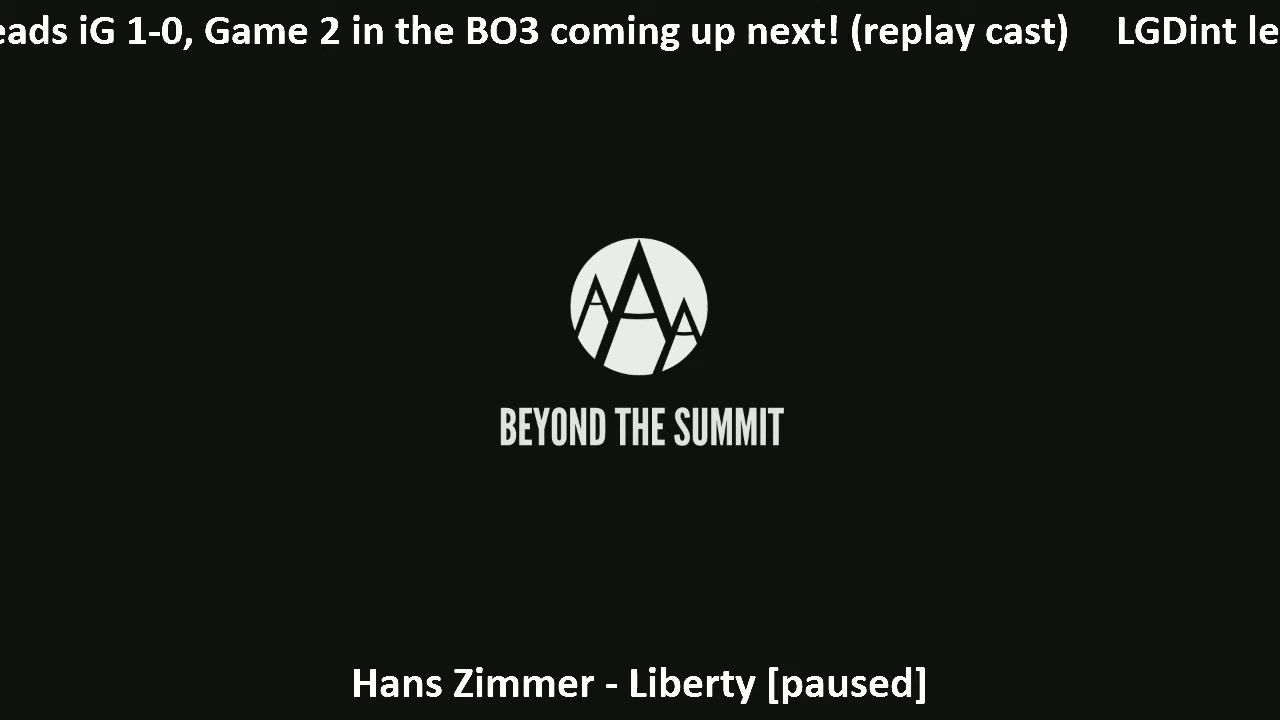 eads iG 1-0, Game 2 in the BO3 coming up next! (replay cast) LGDint le
BEYOND THE SUMMIT
Hans Zimmer - Liberty [paused]